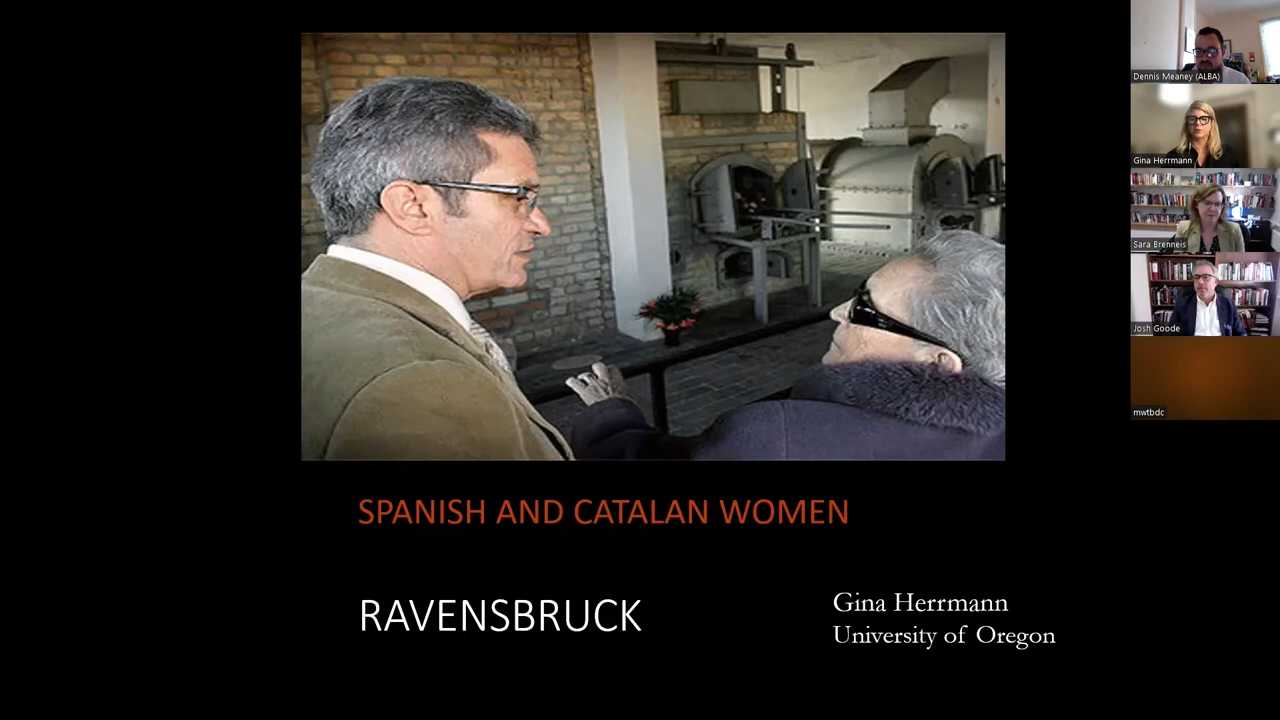 SPANISH AND CATALAN WOMEN
RAVENSBRUCK
Gina Herrmann
University of Oregon
Dennis Meaney (ALBA)
Gina Herrmann
Sara Brenneis
Josh Goode
mwtbdc